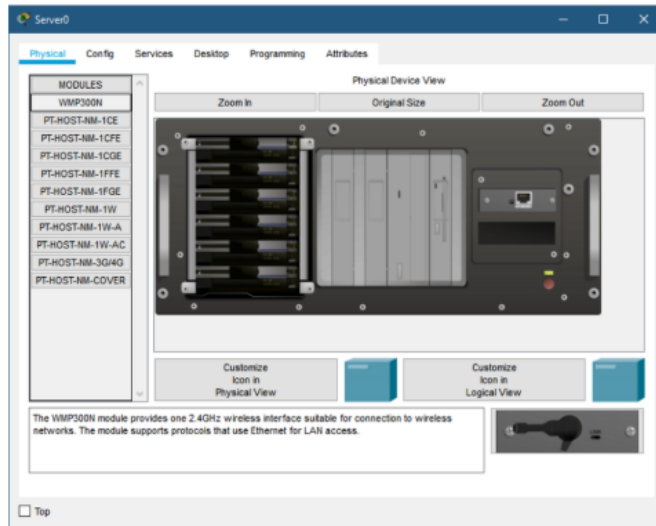 Server0
Physical Config Services Desktop Programming Attributes
MODULES
WMP300N
PT-HOST-NM-1CE
PT-HOST-NM-1CFE
PT-HOST-NM-1CGE
PT-HOST-NM-1FFE
PT-HOST-NM-1FGE
PT-HOST-NM-1W
PT-HOST-NM-1W-A
PT-HOST-NM-1W-AC
PT-HOST-NM-3G/4G
PT-HOST-NM-COVER
Physical Device View
Zoom In Original Size Zoom Out
Customize
Icon in
Physical View
Customize
Icon in
Logical View
The WMP300N module provides one 2.4GHz wireless interface suitable for connection to wireless
networks. The module supports protocols that use Ethernet for LAN access.
Top